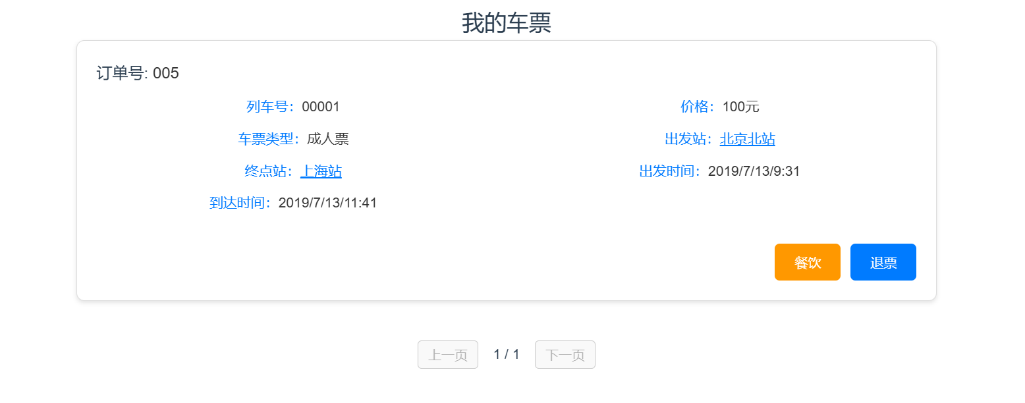 我的车票
订单号: 005
列车号：00001 价格：100元
车票类型：成人票 出发站：北京北站
终点站：上海站 出发时间：2019/7/13/9:31
到达时间：2019/7/13/11:41
餐饮 退票
上一页 1 / 1 下一页